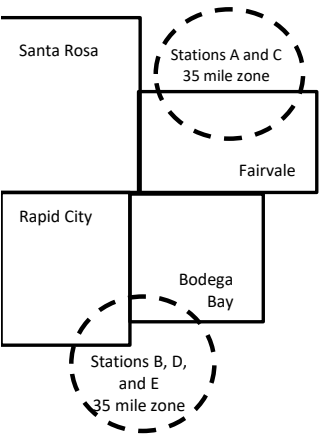 Santa Rosa
Stations A and C
35 mile zone
Fairvale
Rapid City
Bodega
Bay
Stations B, D,
and E
35 mile zone